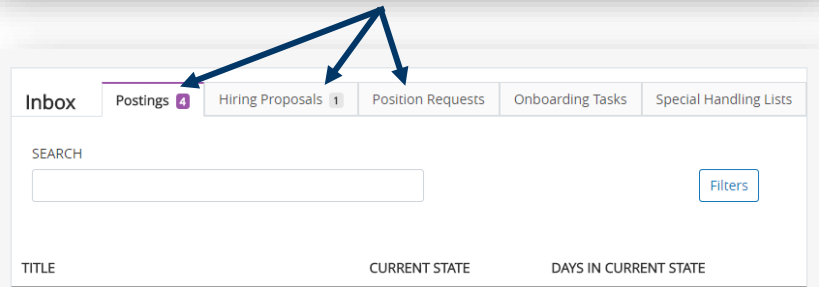 Inbox Postings 4 Hiring Proposals 1 Position Requests Onboarding Tasks Special Handling Lists
SEARCH
Filters
TITLE CURRENT STATE DAYS IN CURRENT STATE